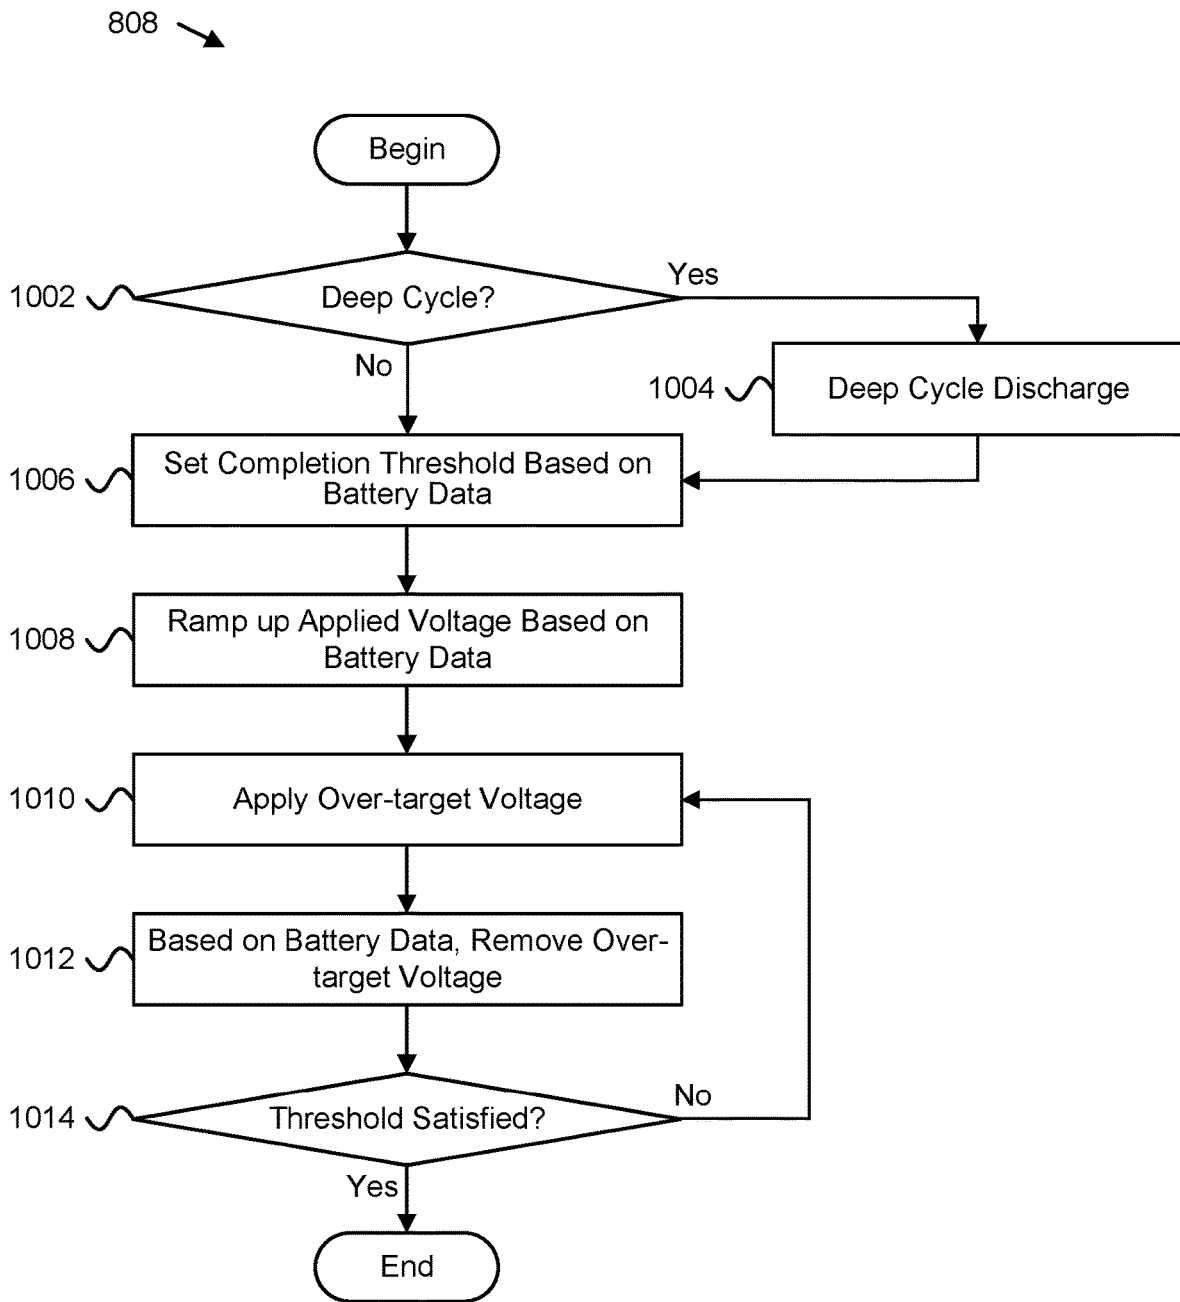 808
Begin
1002
Deep Cycle?
Yes
No
1004
Deep Cycle Discharge
1006
Set Completion Threshold Based on
Battery Data
1008
Ramp up Applied Voltage Based on
Battery Data
1010
Apply Over-target Voltage
1012
Based on Battery Data, Remove Over-
target Voltage
1014
Threshold Satisfied?
No
Yes
End